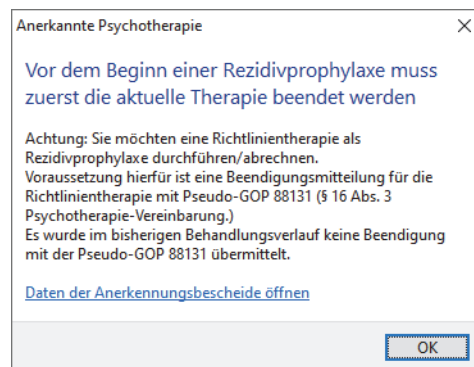 Anerkannte Psychotherapie
Vor dem Beginn einer Rezidivprophylaxe muss
zuerst die aktuelle Therapie beendet werden
Achtung: Sie möchten eine Richtlinientherapie als
Rezidivprophylaxe durchführen/abrechnen.
Voraussetzung hierfür ist eine Beendigungsmitteilung für die
Richtlinientherapie mit Pseudo-GOP 88131 (§ 16 Abs. 3
Psychotherapie-Vereinbarung.)
Es wurde im bisherigen Behandlungsverlauf keine Beendigung
mit der Pseudo-GOP 88131 übermittelt.
Daten der Anerkennungsbescheide öffnen
OK